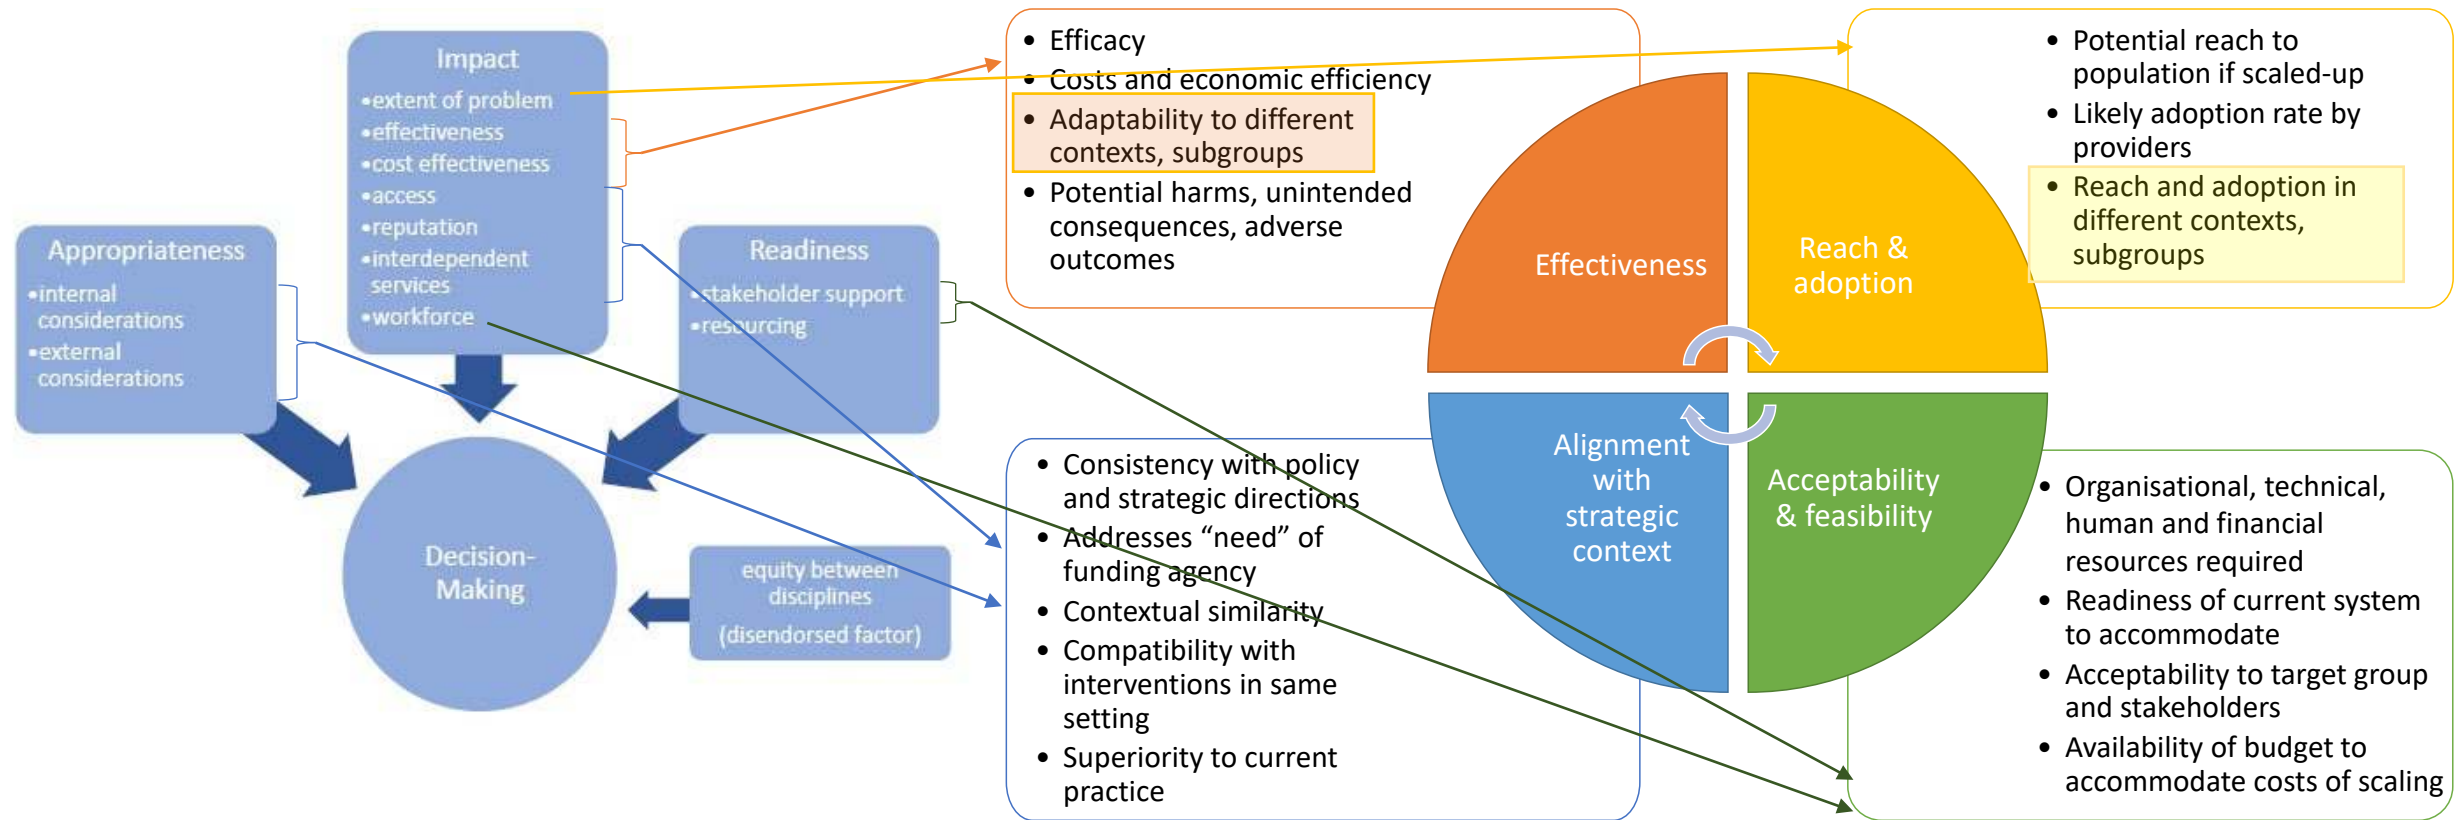 Impact
•extent of problem
•effectiveness
•cost effectiveness
•access
•reputation
•interdependent
services
•workforce
Appropriateness
•internal
considerations
•external
considerations
Readiness
•stakeholder support
•resourcing
Decision-
Making
equity between
disciplines
(disendorsed factor)
• Efficacy
• Costs and economic efficiency
• Adaptability to different
contexts, subgroups
• Potential harms, unintended
consequences, adverse
outcomes
Effectiveness
Reach &
adoption
• Potential reach to
population if scaled-up
• Likely adoption rate by
providers
• Reach and adoption in
different contexts,
subgroups
• Consistency with policy
and strategic directions
• Addresses “need” of
funding agency
• Contextual similarity
• Compatibility with
interventions in same
setting
• Superiority to current
practice
Alignment
with
strategic
context
Acceptability
& feasibility
• Organisational, technical,
human and financial
resources required
• Readiness of current system
to accommodate
• Acceptability to target group
and stakeholders
• Availability of budget to
accommodate costs of scaling